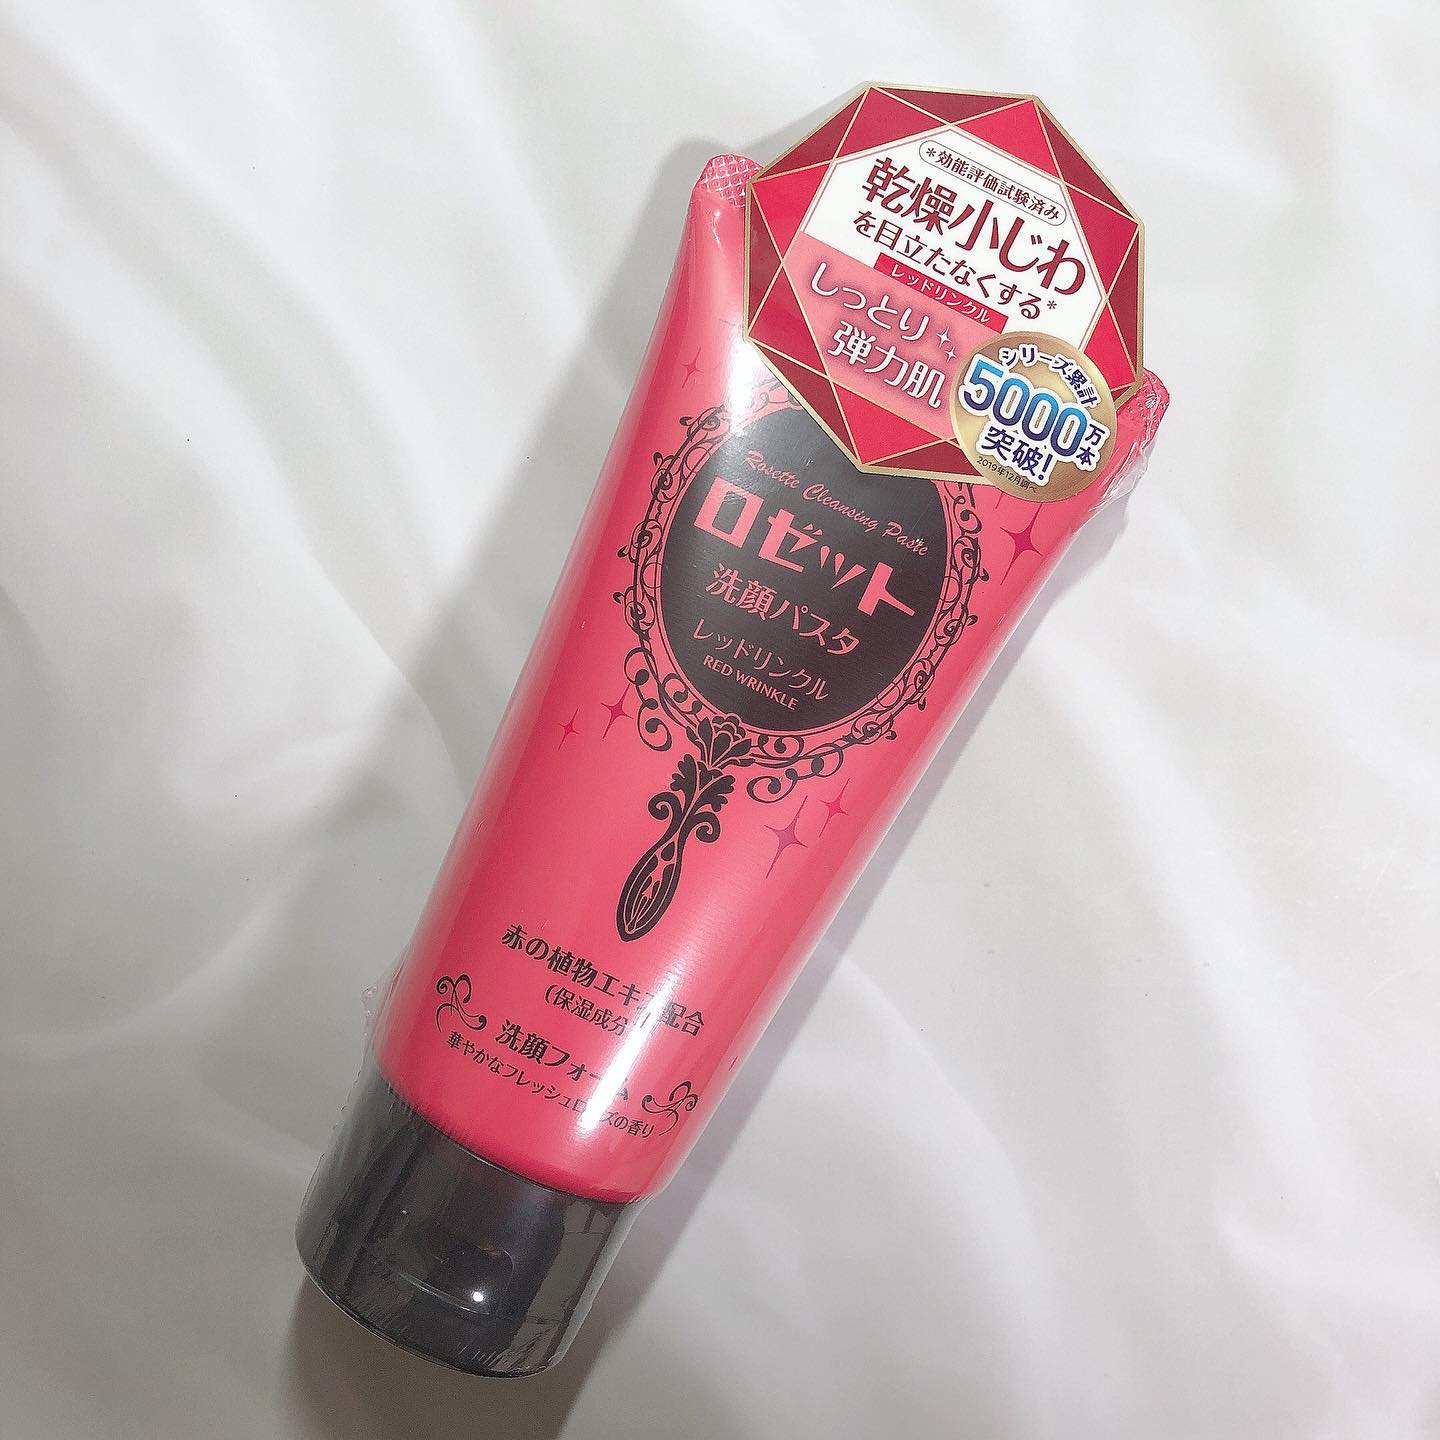 *効能評価試験済み
乾燥小じわ
を目立たなくする*
レッドリンクル
しっとり
弾力肌
シリーズ累計
5000万本
突破!
2019年12月調べ
Rosette Cleansing Paste
ロゼット
洗顔パスタ
レッドリンクル
RED WRINKLE
赤の植物エキス配合
(保湿成分)
洗顔フォーム
華やかなフレッシュローズの香り